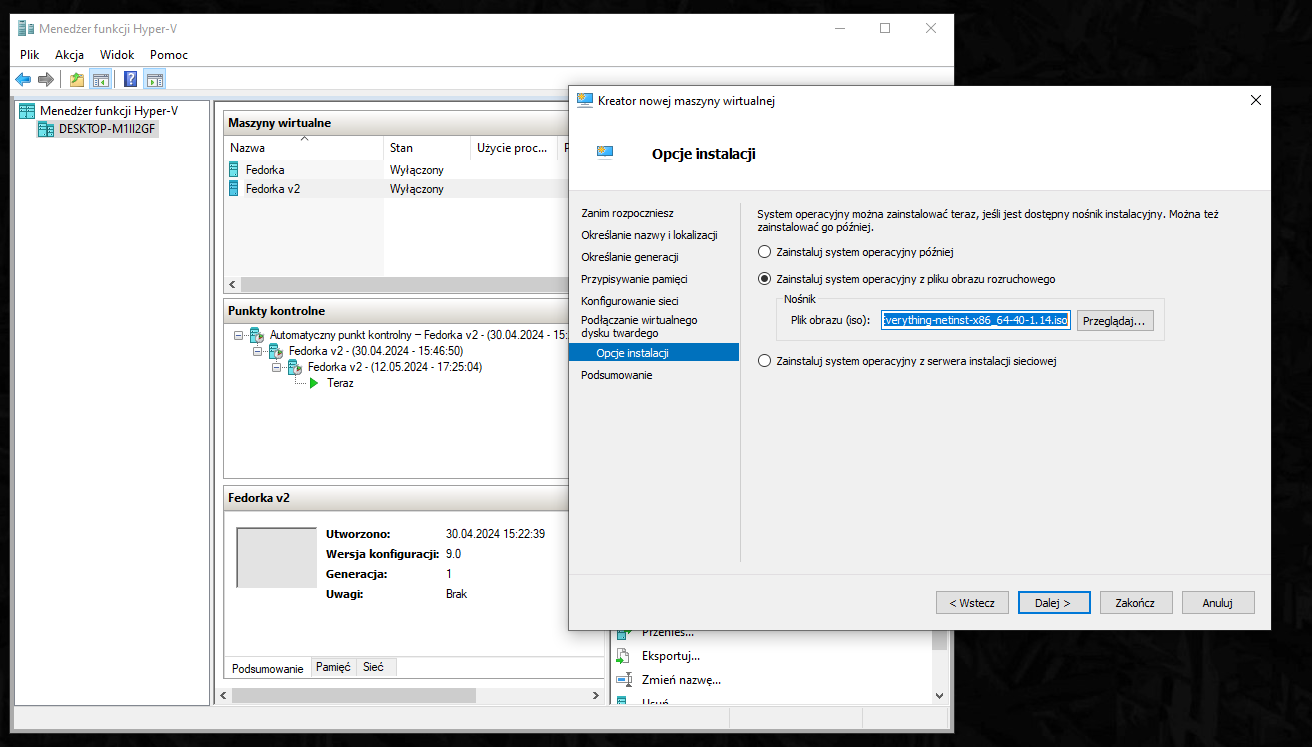 Menedżer funkcji Hyper-V
Plik Akcja Widok Pomoc
Menedżer funkcji Hyper-V
DESKTOP-M1II2GF
Maszyny wirtualne
Nazwa Stan Użycie proc... P
Fedorka Wyłączony
Fedorka v2 Wyłączony
Punkty kontrolne
Automatyczny punkt kontrolny – Fedorka v2 - (30.04.2024 - 15:
Fedorka v2 - (30.04.2024 - 15:46:50)
Fedorka v2 - (12.05.2024 - 17:25:04)
Teraz
Fedorka v2
Utworzono: 30.04.2024 15:22:39
Wersja konfiguracji: 9.0
Generacja: 1
Uwagi: Brak
Podsumowanie Pamięć Sieć
Przenieś...
Eksportuj...
Zmień nazwę...
Usuń
Kreator nowej maszyny wirtualnej
Opcje instalacji
Zanim rozpoczniesz
Określanie nazwy i lokalizacji
Określanie generacji
Przypisywanie pamięci
Konfigurowanie sieci
Podłączanie wirtualnego
dysku twardego
Opcje instalacji
Podsumowanie
System operacyjny można zainstalować teraz, jeśli jest dostępny nośnik instalacyjny. Można też
zainstalować go później.
Zainstaluj system operacyjny później
Zainstaluj system operacyjny z pliku obrazu rozruchowego
Nośnik
Plik obrazu (iso): Everything-netinst-x86_64-40-1.14.iso Przeglądaj...
Zainstaluj system operacyjny z serwera instalacji sieciowej
< Wstecz Dalej > Zakończ Anuluj